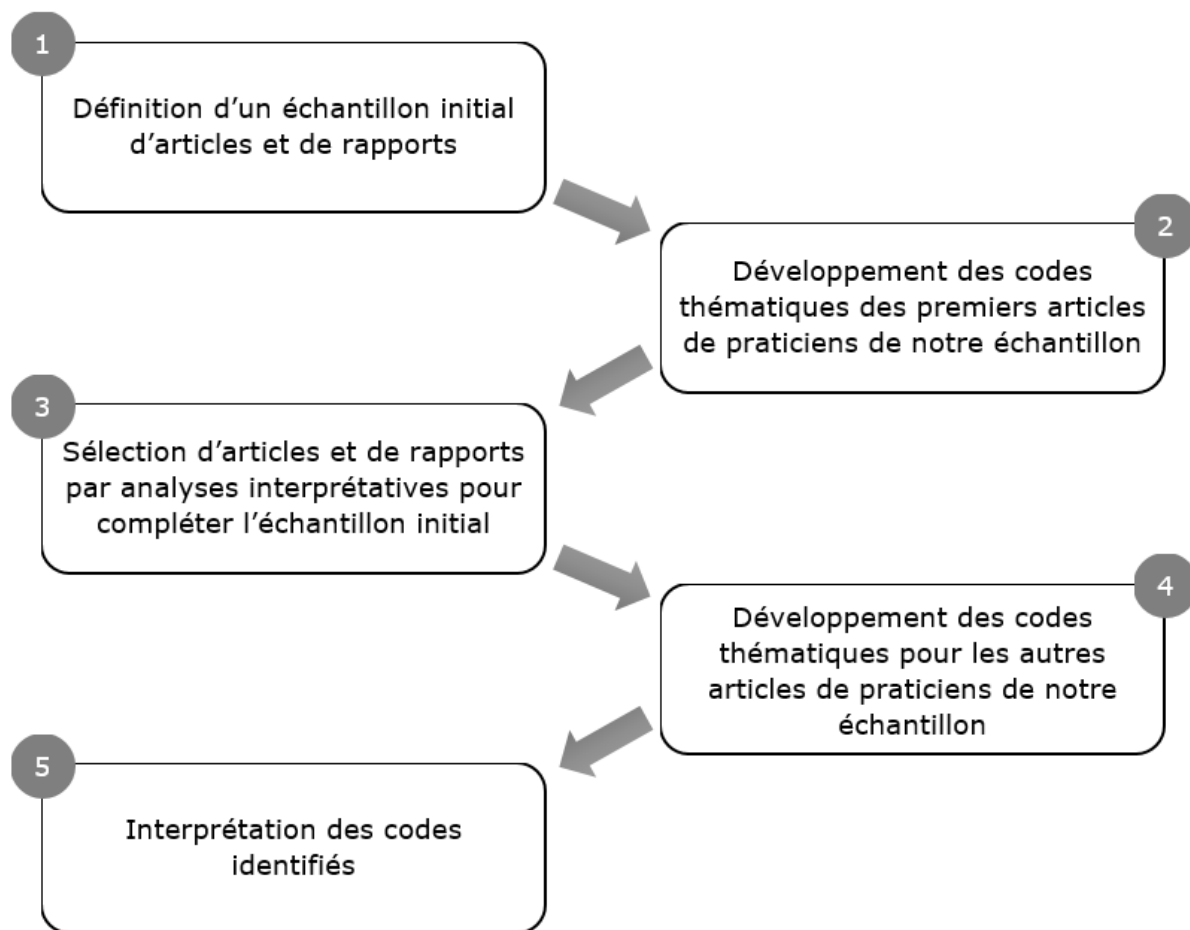 1
Définition d’un échantillon initial
d’articles et de rapports
2
Développement des codes
thématiques des premiers articles
de praticiens de notre échantillon
3
Sélection d’articles et de rapports
par analyses interprétatives pour
compléter l’échantillon initial
4
Développement des codes
thématiques pour les autres
articles de praticiens de notre
échantillon
5
Interprétation des codes
identifiés